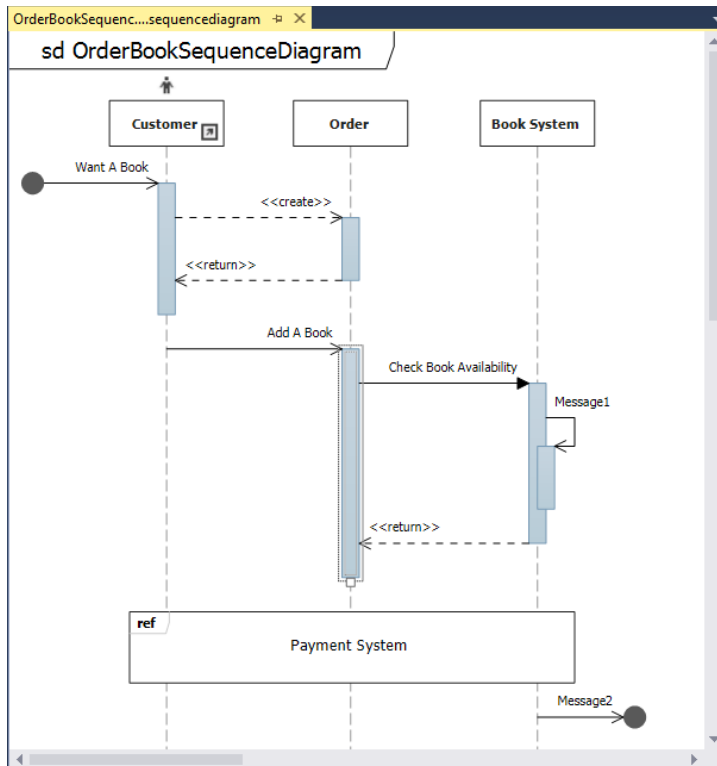 OrderBookSequenc....sequencediagram
sd OrderBookSequenceDiagram
Customer
Order
Book System
Want A Book
<<create>>
<<return>>
Add A Book
Check Book Availability
Message1
<<return>>
ref
Payment System
Message2